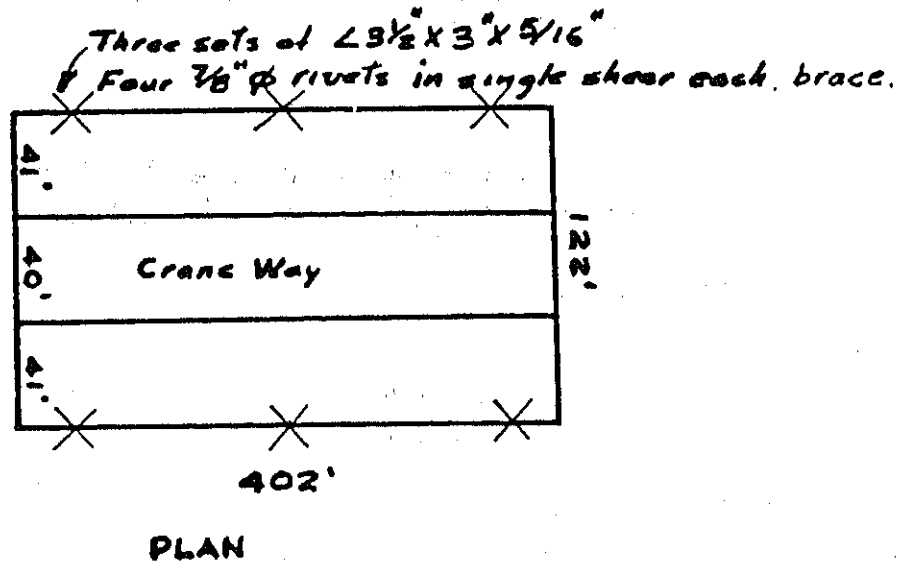 Three sets of ∠3½" X 3" X 5/16"
Four 7/8" ϕ rivets in single shear each brace.
41'
40'
41'
Crane Way
122'
402'
PLAN